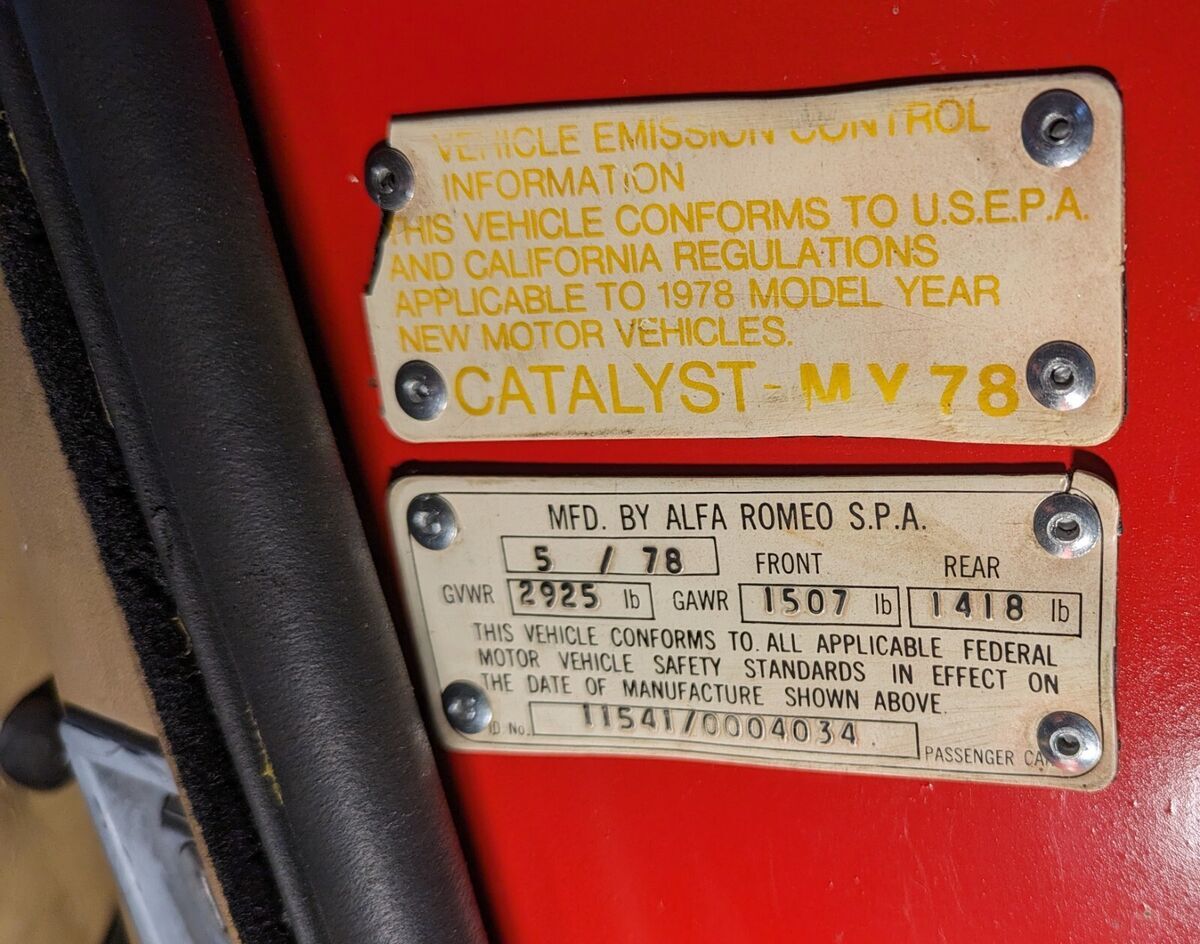 VEHICLE EMISSION CONTROL
INFORMATION
THIS VEHICLE CONFORMS TO U.S.E.P.A.
AND CALIFORNIA REGULATIONS
APPLICABLE TO 1978 MODEL YEAR
NEW MOTOR VEHICLES.
CATALYST - MY 78
MFD. BY ALFA ROMEO S.P.A.
5 / 78 FRONT REAR
GVWR 2925 lb GAWR 1507 lb 1418 lb
THIS VEHICLE CONFORMS TO ALL APPLICABLE FEDERAL
MOTOR VEHICLE SAFETY STANDARDS IN EFFECT ON
THE DATE OF MANUFACTURE SHOWN ABOVE.
ID. No. 11541/0004034 PASSENGER CAR